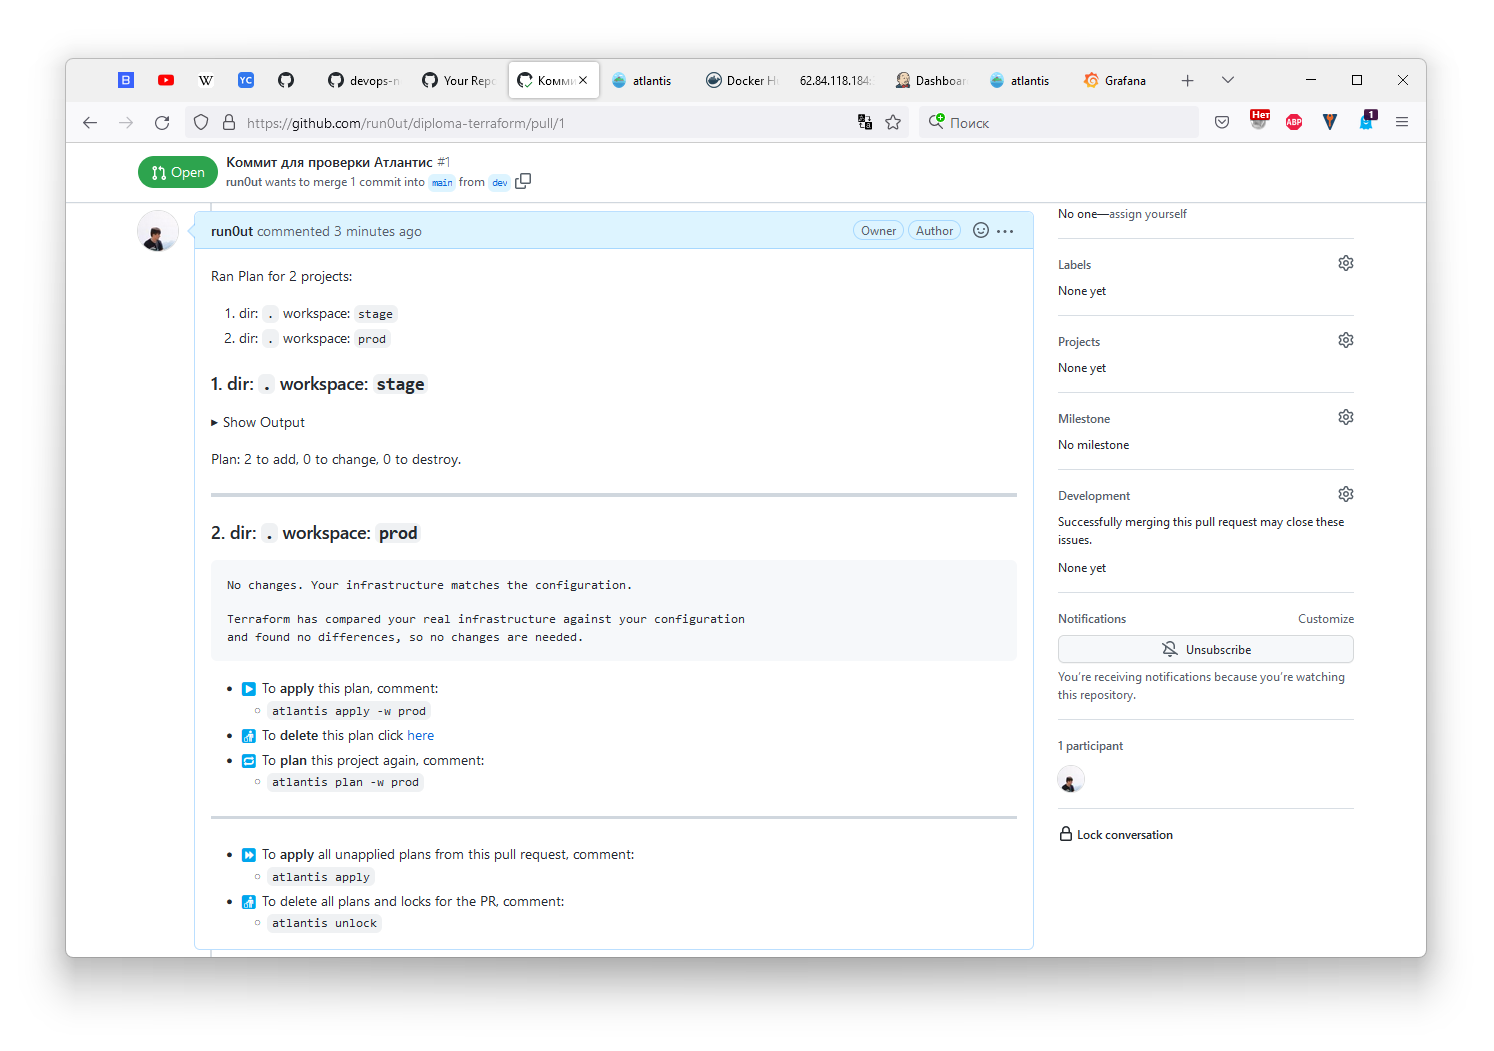 B
W
YC
devops-n
Your Repo
Комми
atlantis
Docker H
62.84.118.184:
Dashboar
atlantis
Grafana
https://github.com/run0ut/diploma-terraform/pull/1
Поиск
Нет
ABP
1
Open
Коммит для проверки Атлантис #1
run0ut wants to merge 1 commit into main from dev
run0ut commented 3 minutes ago
Owner
Author
Ran Plan for 2 projects:
1. dir: . workspace: stage
2. dir: . workspace: prod
1. dir: . workspace: stage
Show Output
Plan: 2 to add, 0 to change, 0 to destroy.
2. dir: . workspace: prod
No changes. Your infrastructure matches the configuration.
Terraform has compared your real infrastructure against your configuration
and found no differences, so no changes are needed.
To apply this plan, comment:
atlantis apply -w prod
To delete this plan click here
To plan this project again, comment:
atlantis plan -w prod
To apply all unapplied plans from this pull request, comment:
atlantis apply
To delete all plans and locks for the PR, comment:
atlantis unlock
No one—assign yourself
Labels
None yet
Projects
None yet
Milestone
No milestone
Development
Successfully merging this pull request may close these
issues.
None yet
Notifications
Customize
Unsubscribe
You're receiving notifications because you're watching
this repository.
1 participant
Lock conversation